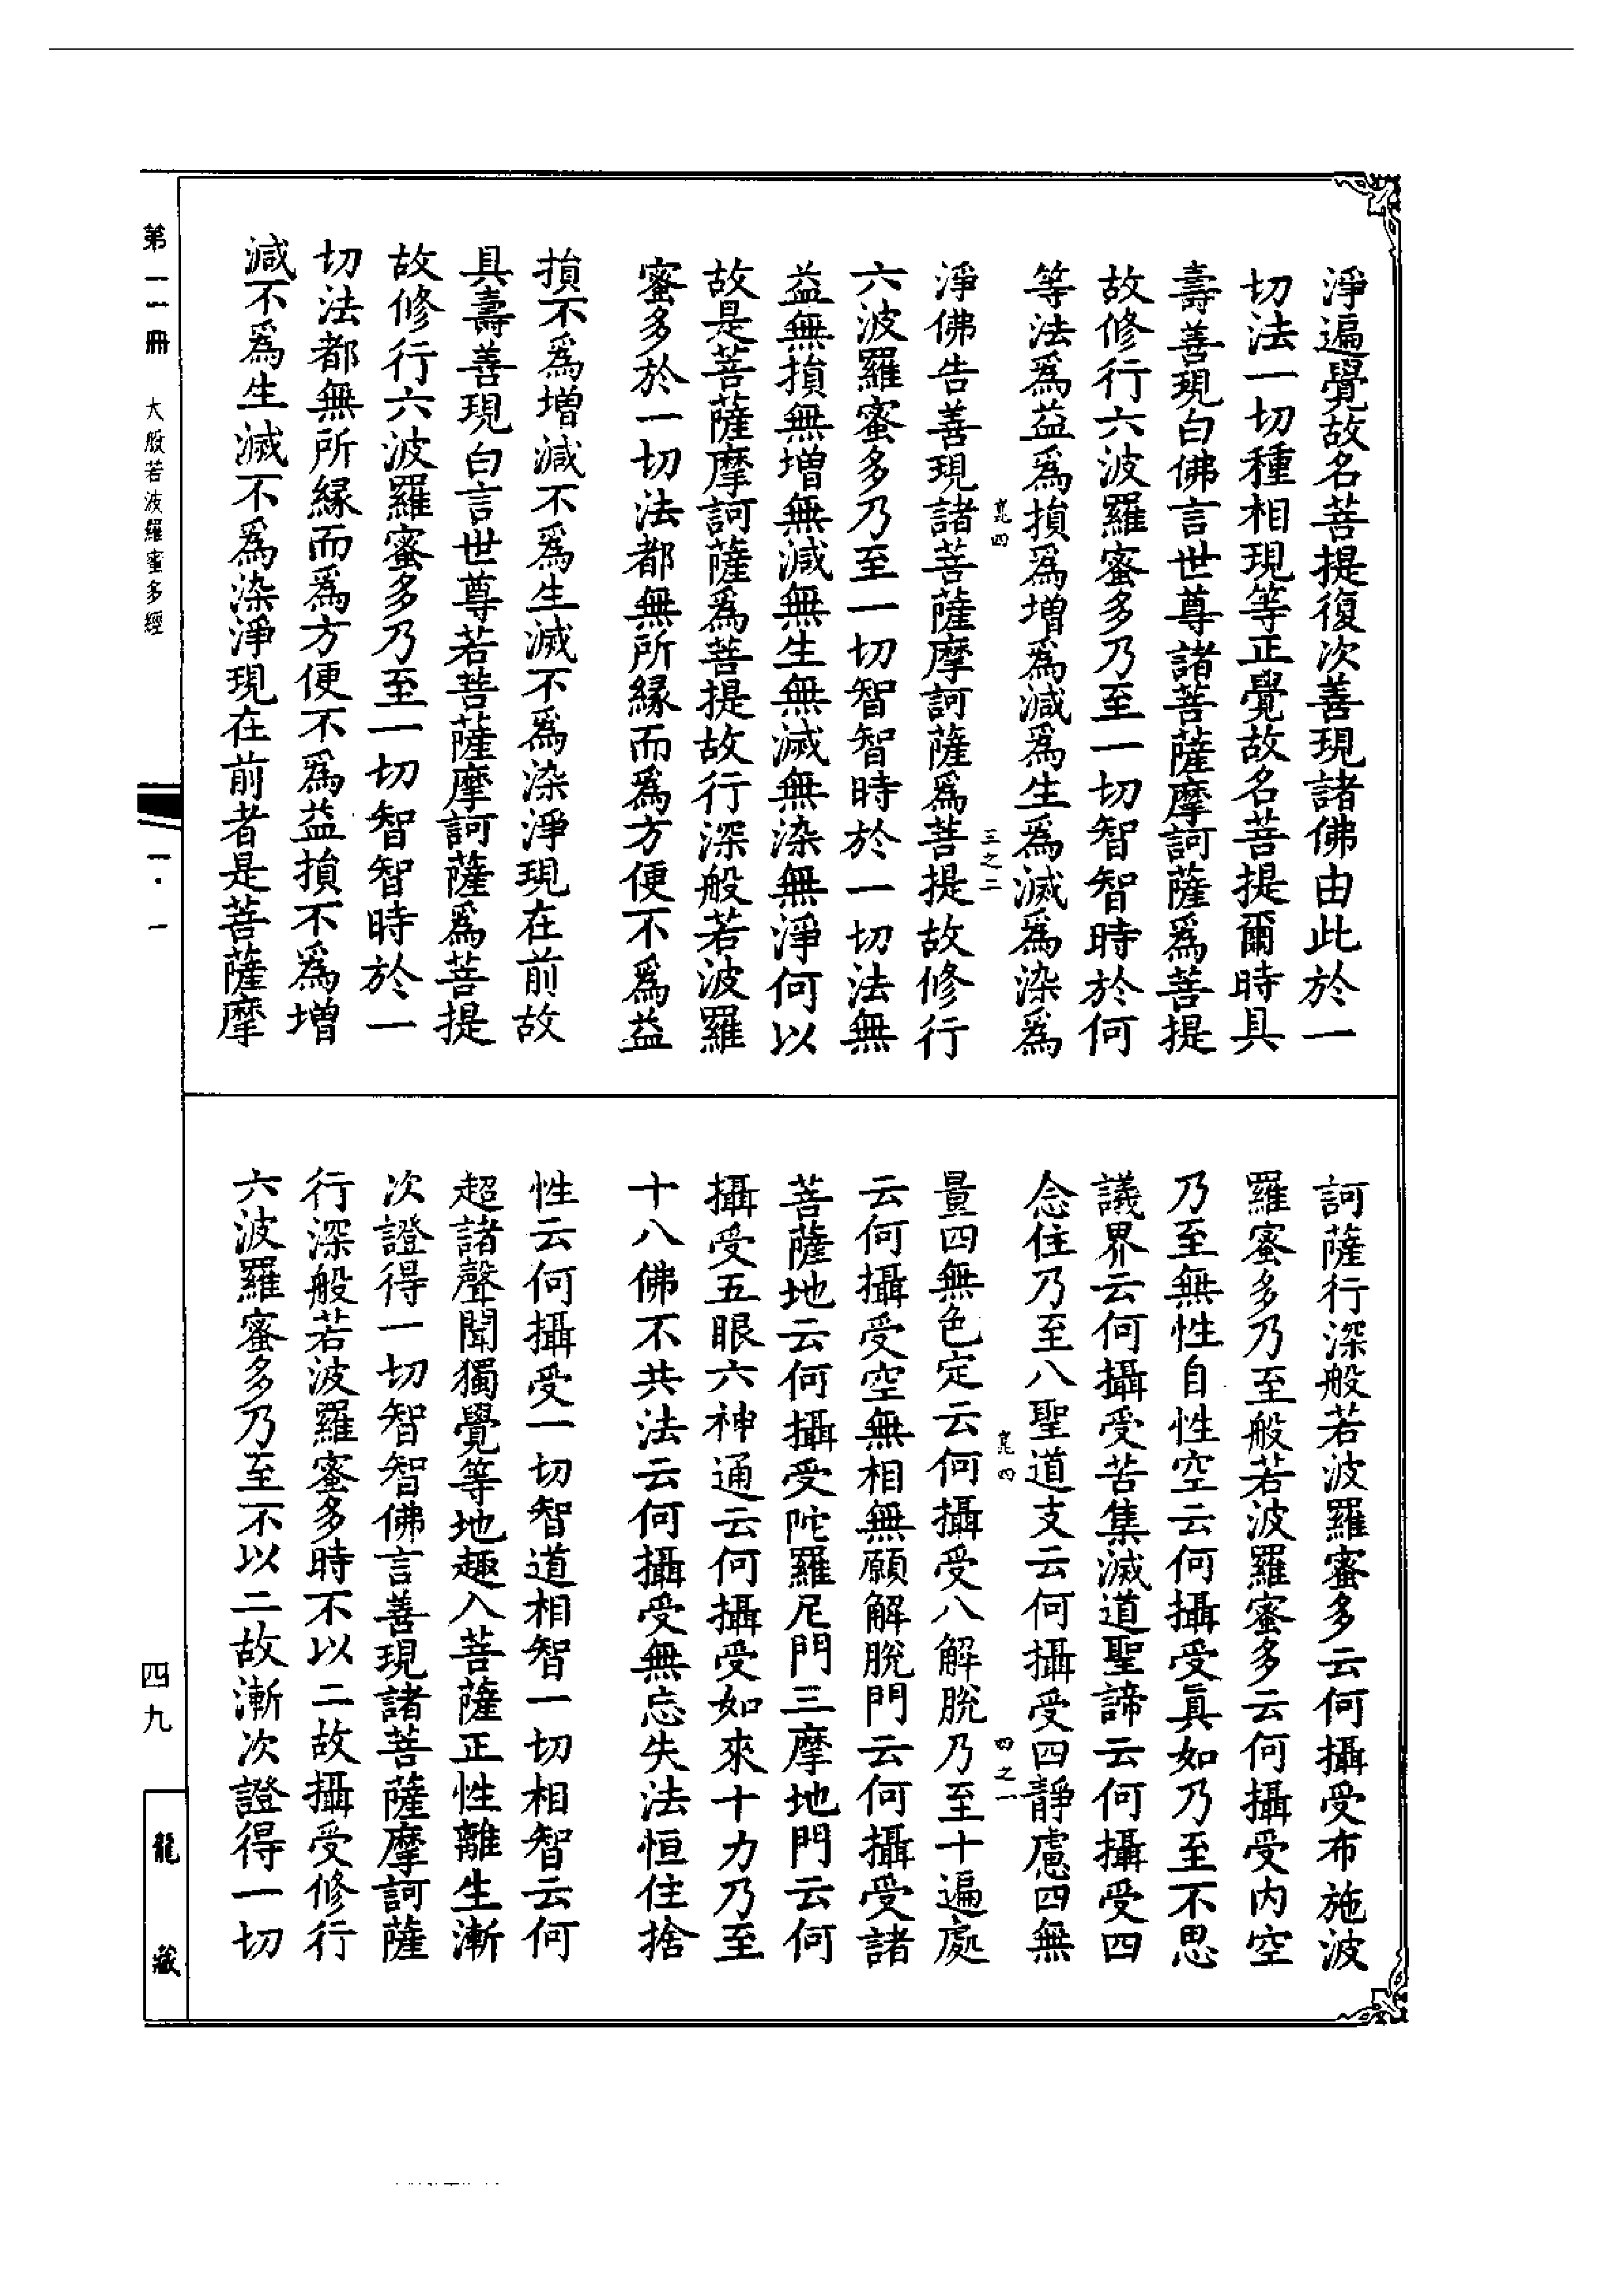 淨遍覺故名菩提復次善現諸佛由此於一
切法一切種相現等正覺故名菩提爾時具
壽善現白佛言世尊諸菩薩摩訶薩爲菩提
故修行六波羅蜜多乃至一切智智時於何
等法爲益爲損爲增爲減爲生爲滅爲染爲
淨佛告善現諸菩薩摩訶薩爲菩提故修行
六波羅蜜多乃至一切智智時於一切法無
益無損無增無減無生無滅無染無淨何以
故是菩薩摩訶薩爲菩提故行深般若波羅
蜜多於一切法都無所緣而爲方便不爲益
損不爲增減不爲生滅不爲染淨現在前故
具壽善現白言世尊若菩薩摩訶薩爲菩提
故修行六波羅蜜多乃至一切智智時於一
切法都無所緣而爲方便不爲益損不爲增
減不爲生滅不爲染淨現在前者是菩薩摩
四
三之二
訶薩行深般若波羅蜜多云何攝受布施波
羅蜜多乃至般若波羅蜜多云何攝受内空
乃至無性自性空云何攝受真如乃至不思
議界云何攝受苦集滅道聖諦云何攝受四
念住乃至八聖道支云何攝受四靜慮四無
量四無色定云何攝受八解脫乃至十遍處
云何攝受空無相無願解脫門云何攝受諸
菩薩地云何攝受陀羅尼門三摩地門云何
攝受五眼六神通云何攝受如來十力乃至
十八佛不共法云何攝受無忘失法恒住捨
性云何攝受一切智道相智一切相智云何
超諸聲聞獨覺等地趣入菩薩正性離生漸
次證得一切智智佛言善現諸菩薩摩訶薩
行深般若波羅蜜多時不以二故攝受修行
六波羅蜜多乃至不以二故漸次證得一切
四
四之一
第一一冊 大般若波羅蜜多經
一·一
四九
龍藏